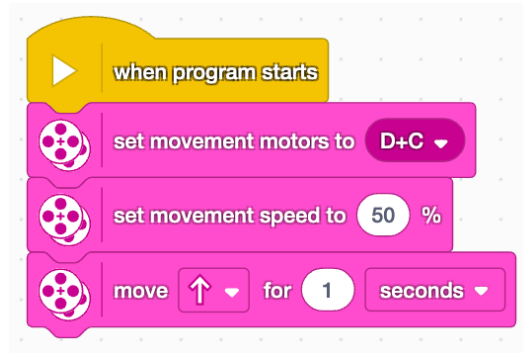 when program starts
set movement motors to D+C
set movement speed to 50 %
move for 1 seconds